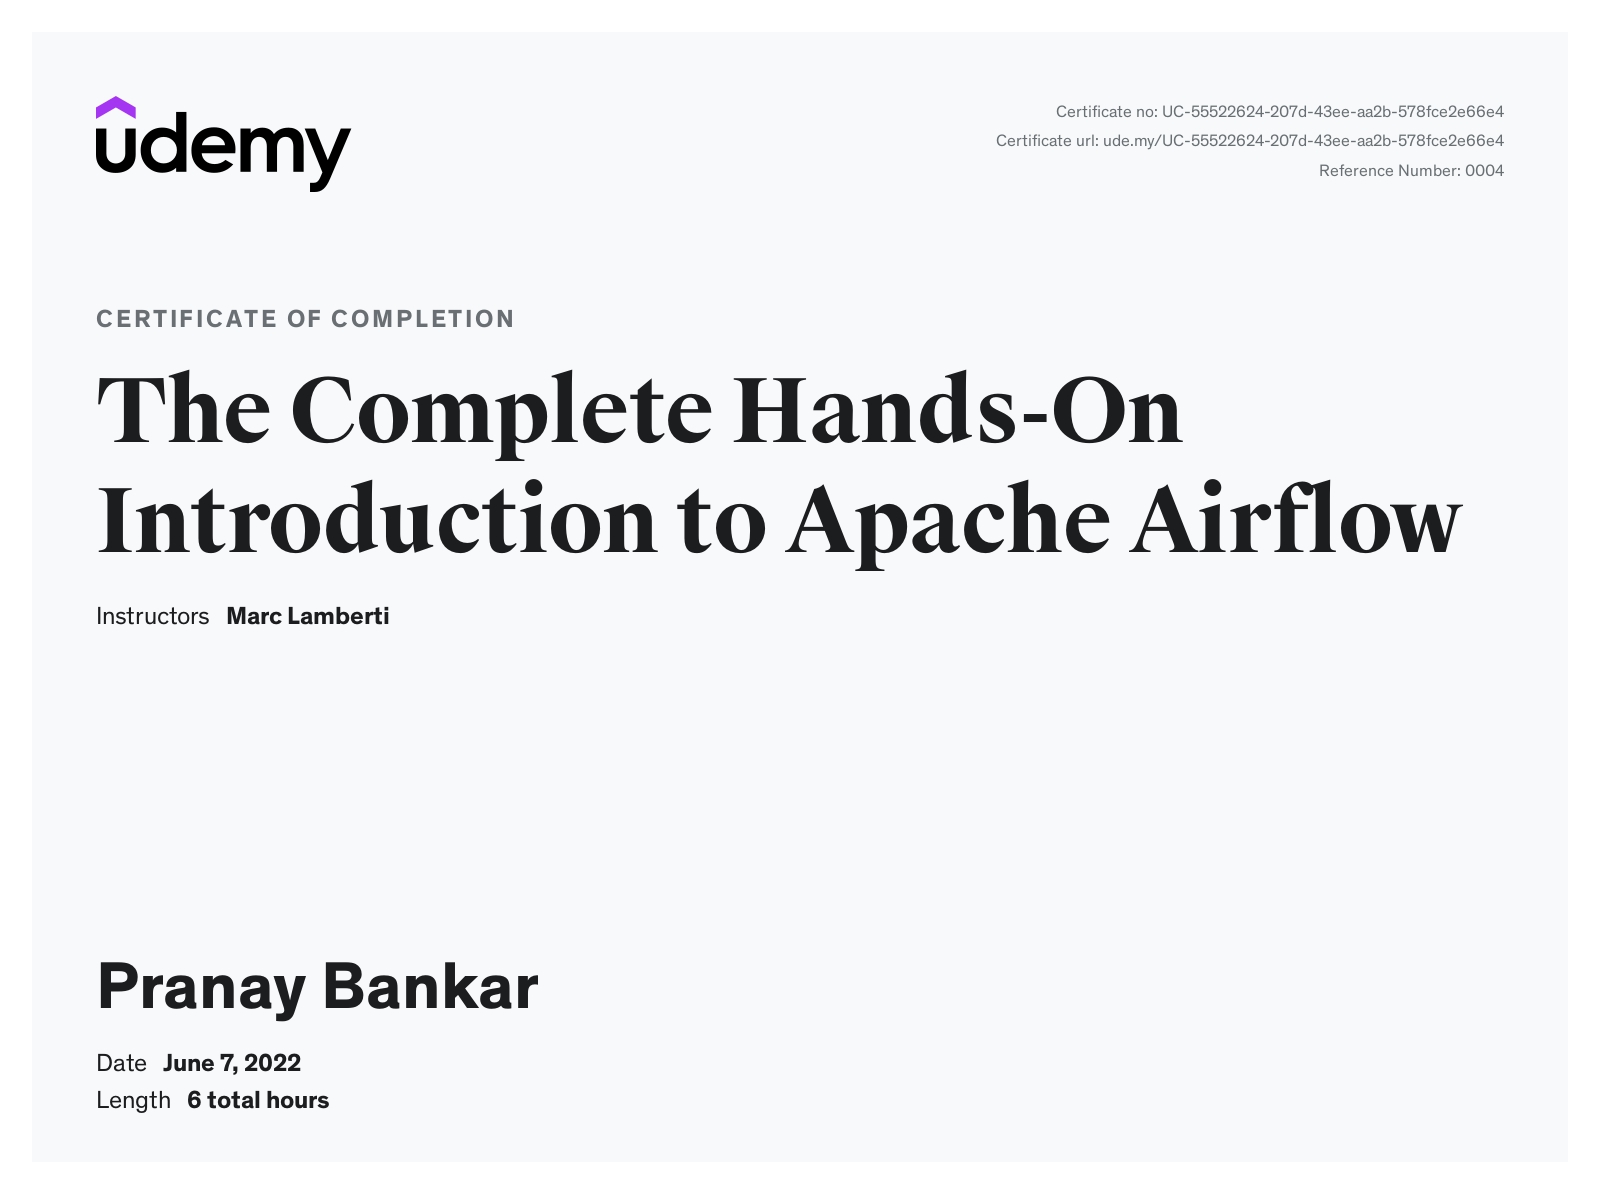 udemy
Certificate no: UC-55522624-207d-43ee-aa2b-578fce2e66e4
Certificate url: ude.my/UC-55522624-207d-43ee-aa2b-578fce2e66e4
Reference Number: 0004
CERTIFICATE OF COMPLETION
The Complete Hands-On
Introduction to Apache Airflow
Instructors Marc Lamberti
Pranay Bankar
Date June 7, 2022
Length 6 total hours